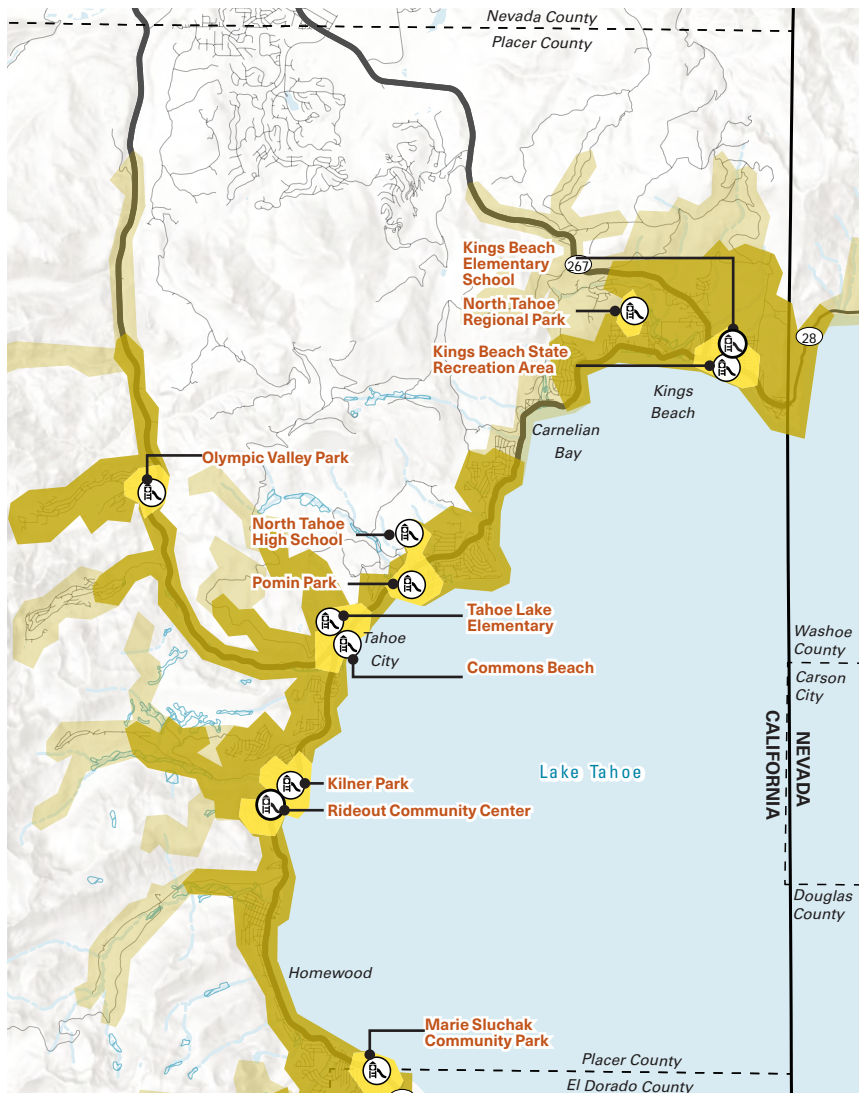 Nevada County
Placer County
Kings Beach
Elementary
School
267
North Tahoe
Regional Park
28
Kings Beach State
Recreation Area
Kings
Beach
Carnelian
Bay
Olympic Valley Park
North Tahoe
High School
Pomin Park
Tahoe Lake
Elementary
Tahoe
City
Commons Beach
Washoe
County
Carson
City
CALIFORNIA
NEVADA
Lake Tahoe
Kilner Park
Rideout Community Center
Douglas
County
Homewood
Marie Sluchak
Community Park
Placer County
El Dorado County